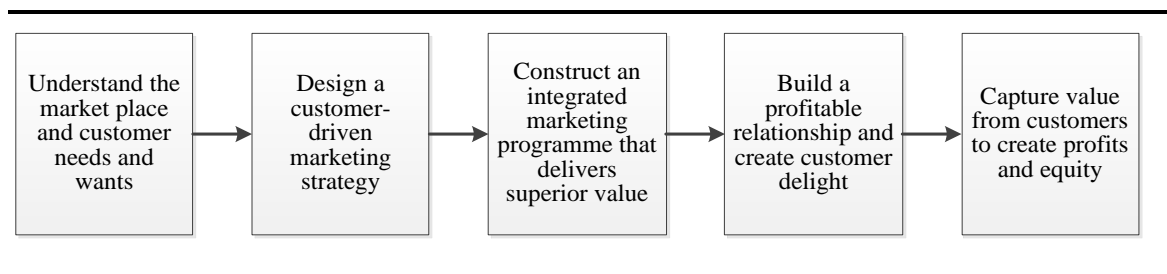 Understand the
market place
and customer
needs and
wants
Design a
customer-
driven
marketing
strategy
Construct an
integrated
marketing
programme that
delivers
superior value
Build a
profitable
relationship and
create customer
delight
Capture value
from customers
to create profits
and equity